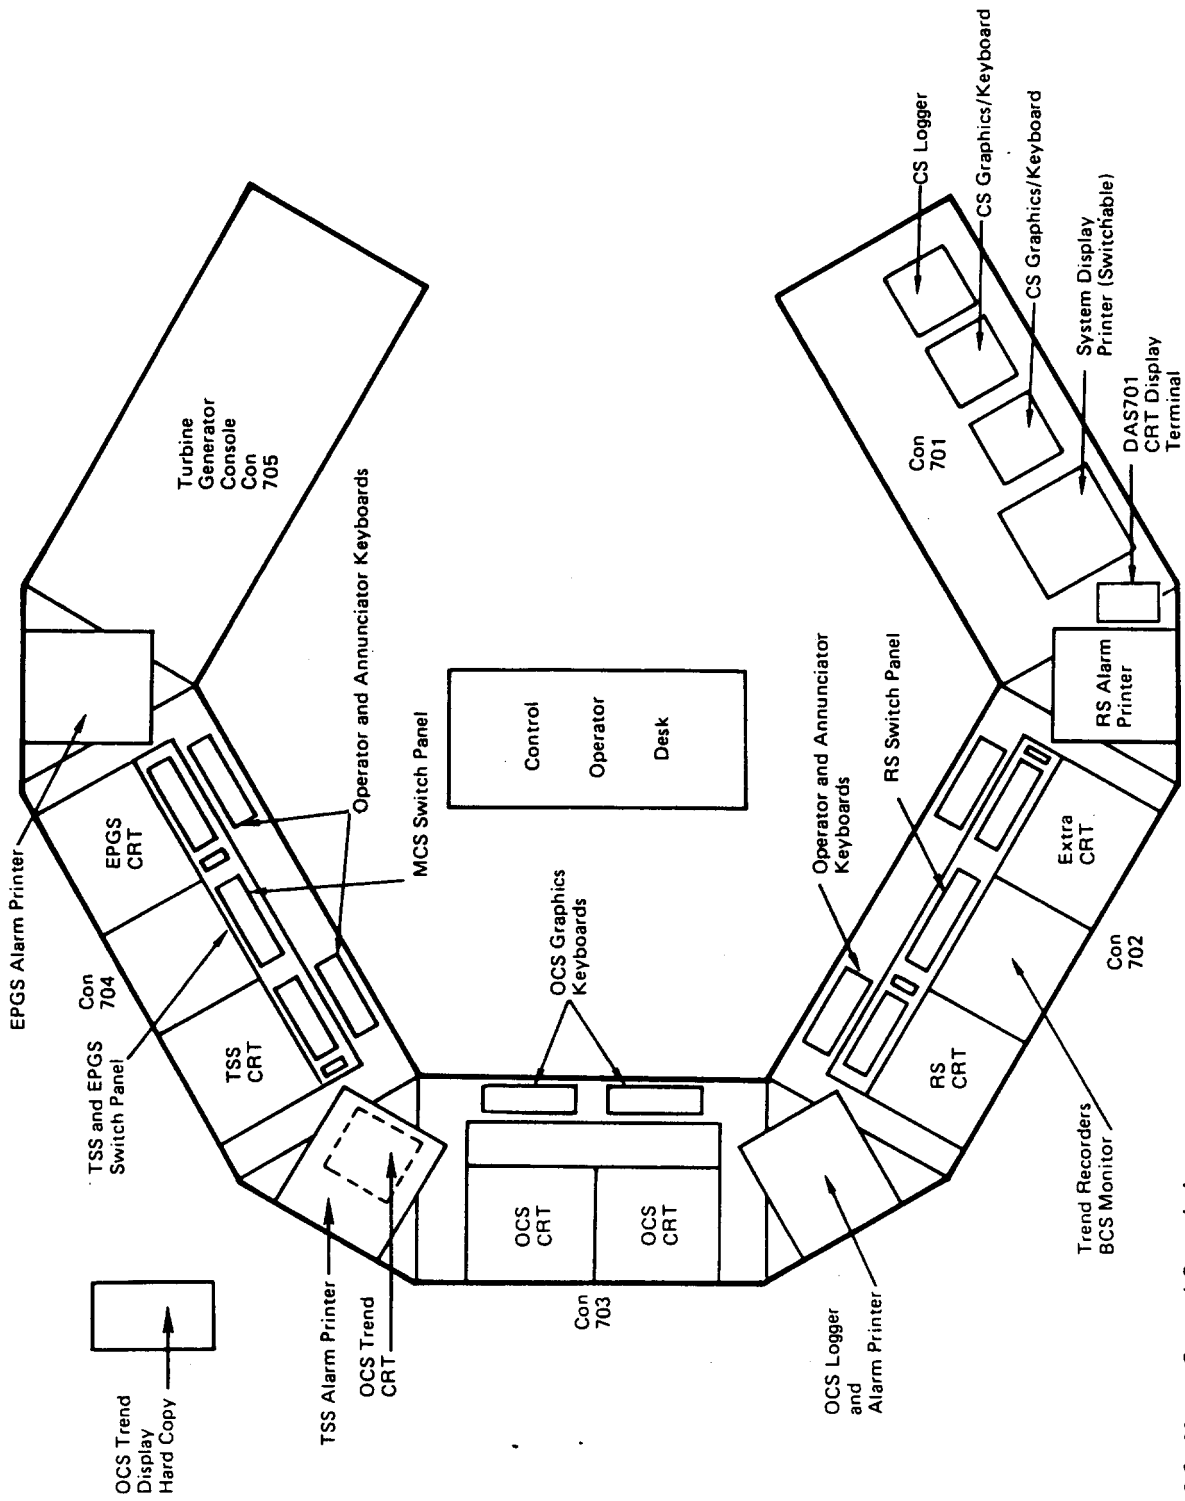 OCS Trend
Display
Hard Copy
TSS Alarm Printer
OCS Trend
CRT
TSS and EPGS
Switch Panel
EPGS Alarm Printer
Con
704
TSS
CRT
EPGS
CRT
Turbine
Generator
Console
Con
705
Operator and Annunciator Keyboards
MCS Switch Panel
Control
Operator
Desk
OCS Graphics
Keyboards
OCS
CRT
OCS
CRT
Con
703
OCS Logger
and
Alarm Printer
Operator and Annunciator
Keyboards
RS Switch Panel
RS
CRT
Extra
CRT
Con
702
Trend Recorders
BCS Monitor
RS Alarm
Printer
Con
701
CS Logger
CS Graphics/Keyboard
CS Graphics/Keyboard
System Display
Printer (Switchable)
DAS701
CRT Display
Terminal